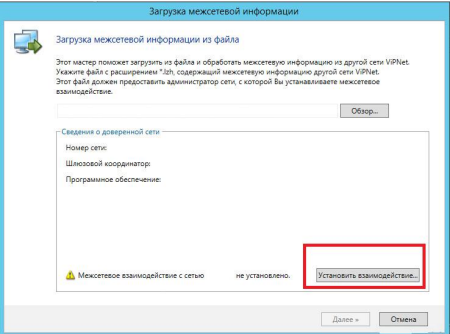 Загрузка межсетевой информации
Загрузка межсетевой информации из файла
Этот мастер поможет загрузить из файла и обработать межсетевую информацию из другой сети ViPNet.
Укажите файл с расширением *.lzh, содержащий межсетевую информацию другой сети ViPNet.
Этот файл должен предоставить администратор сети, с которой Вы устанавливаете межсетевое
взаимодействие.
Обзор...
Сведения о доверенной сети
Номер сети:
Шлюзовой координатор:
Программное обеспечение:
Межсетевое взаимодействие с сетью не установлено. Установить взаимодействие...
Далее » Отмена